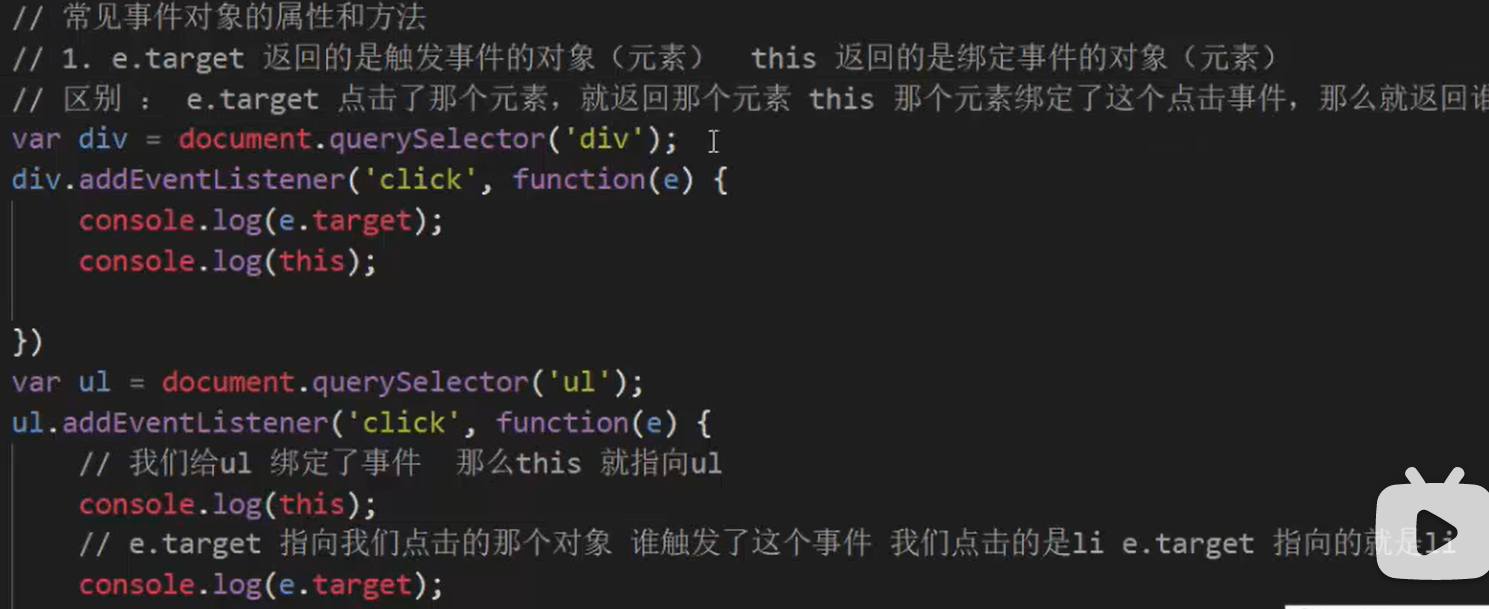 // 常见事件对象的属性和方法
// 1. e.target 返回的是触发事件的对象（元素）  this 返回的是绑定事件的对象（元素）
// 区别 ： e.target 点击了那个元素，就返回那个元素 this 那个元素绑定了这个点击事件，那么就返回谁
var div = document.querySelector('div');
div.addEventListener('click', function(e) {
    console.log(e.target);
    console.log(this);
})
var ul = document.querySelector('ul');
ul.addEventListener('click', function(e) {
    // 我们给ul 绑定了事件  那么this 就指向ul
    console.log(this);
    // e.target 指向我们点击的那个对象 谁触发了这个事件 我们点击的是li e.target 指向的就是li
    console.log(e.target);